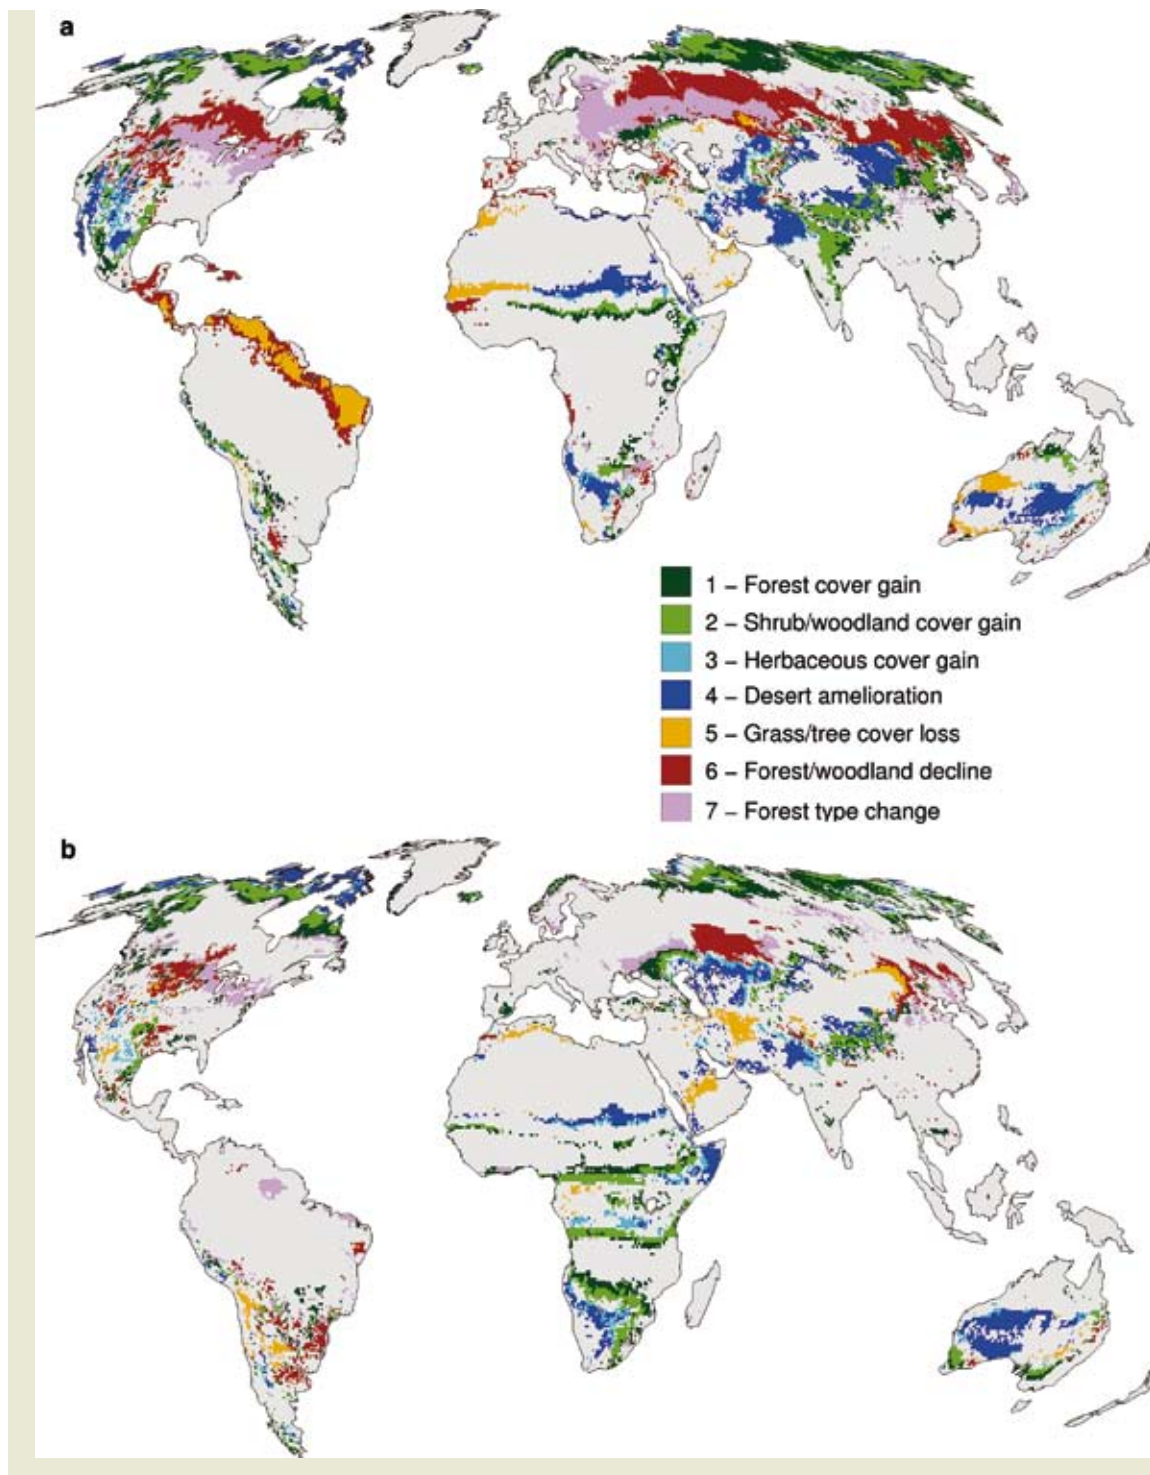 a
1 – Forest cover gain
2 – Shrub/woodland cover gain
3 – Herbaceous cover gain
4 – Desert amelioration
5 – Grass/tree cover loss
6 – Forest/woodland decline
7 – Forest type change
b